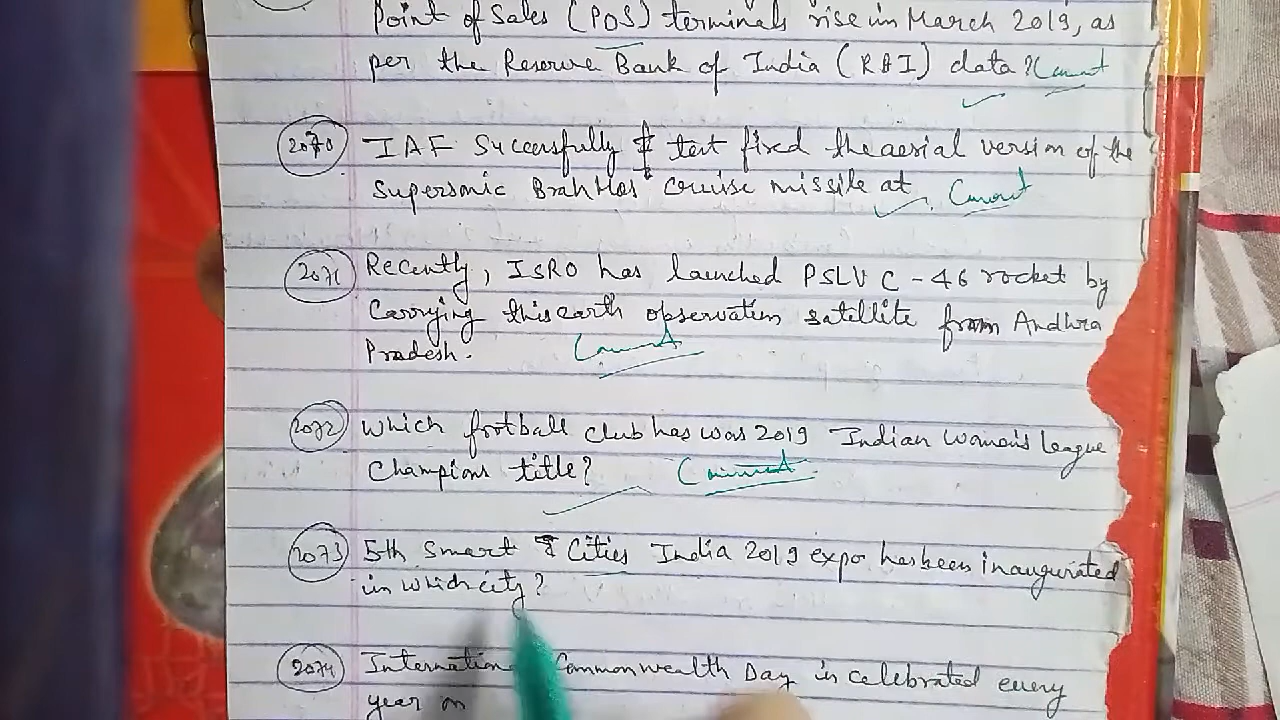 Point of Sales (POS) terminals rise in March 2019, as
per the Reserve Bank of India (RBI) data? Current
2070 IAF Successfully test fired the aerial version of the
Supersonic BrahMos cruise missile at. Current
2071 Recently, ISRO has launched PSLV C-46 rocket by
Carrying this earth observation satellite from Andhra
Pradesh. Current
2072 Which football club has won 2019 Indian Women's League
Champions title? Current
2073 5th Smart Cities India 2019 expo has been inaugurated
in which city?
2074 Commonwealth Day is celebrated every
year on